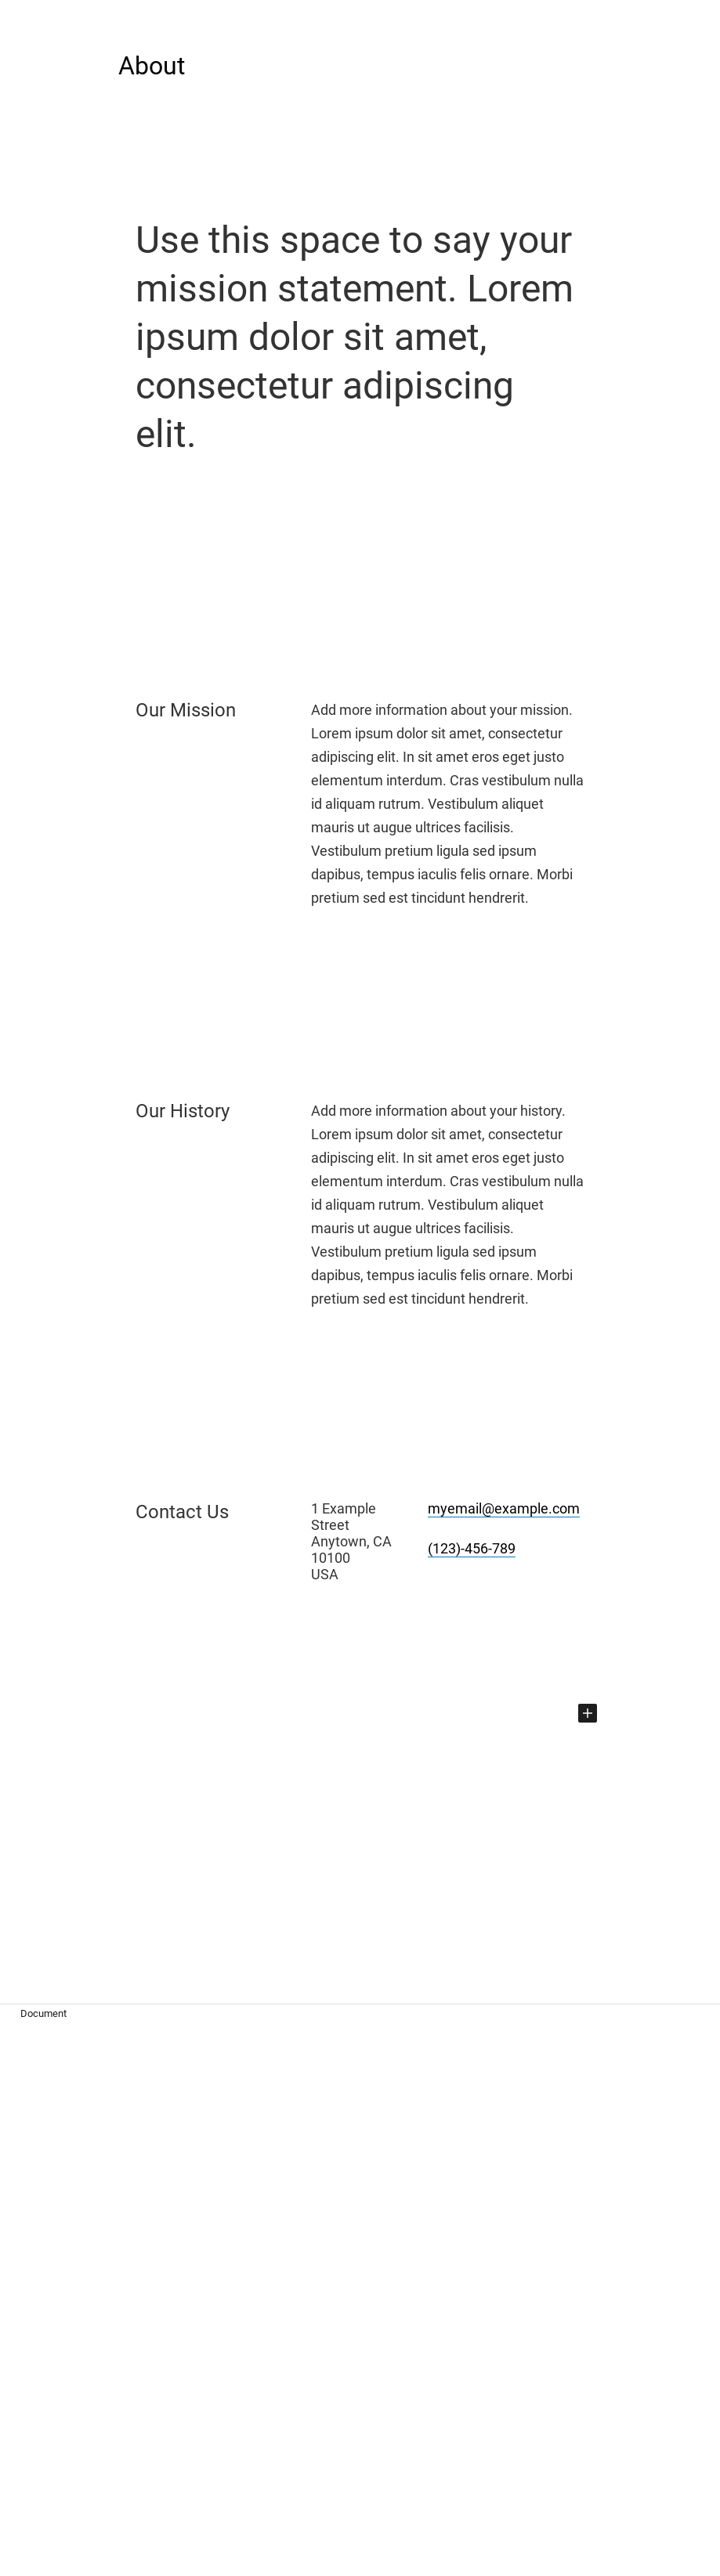 About
Use this space to say your
mission statement. Lorem
ipsum dolor sit amet,
consectetur adipiscing
elit.
Our Mission
Add more information about your mission.
Lorem ipsum dolor sit amet, consectetur
adipiscing elit. In sit amet eros eget justo
elementum interdum. Cras vestibulum nulla
id aliquam rutrum. Vestibulum aliquet
mauris ut augue ultrices facilisis.
Vestibulum pretium ligula sed ipsum
dapibus, tempus iaculis felis ornare. Morbi
pretium sed est tincidunt hendrerit.
Our History
Add more information about your history.
Lorem ipsum dolor sit amet, consectetur
adipiscing elit. In sit amet eros eget justo
elementum interdum. Cras vestibulum nulla
id aliquam rutrum. Vestibulum aliquet
mauris ut augue ultrices facilisis.
Vestibulum pretium ligula sed ipsum
dapibus, tempus iaculis felis ornare. Morbi
pretium sed est tincidunt hendrerit.
Contact Us
1 Example
Street
Anytown, CA
10100
USA
myemail@example.com
(123)-456-789
Document